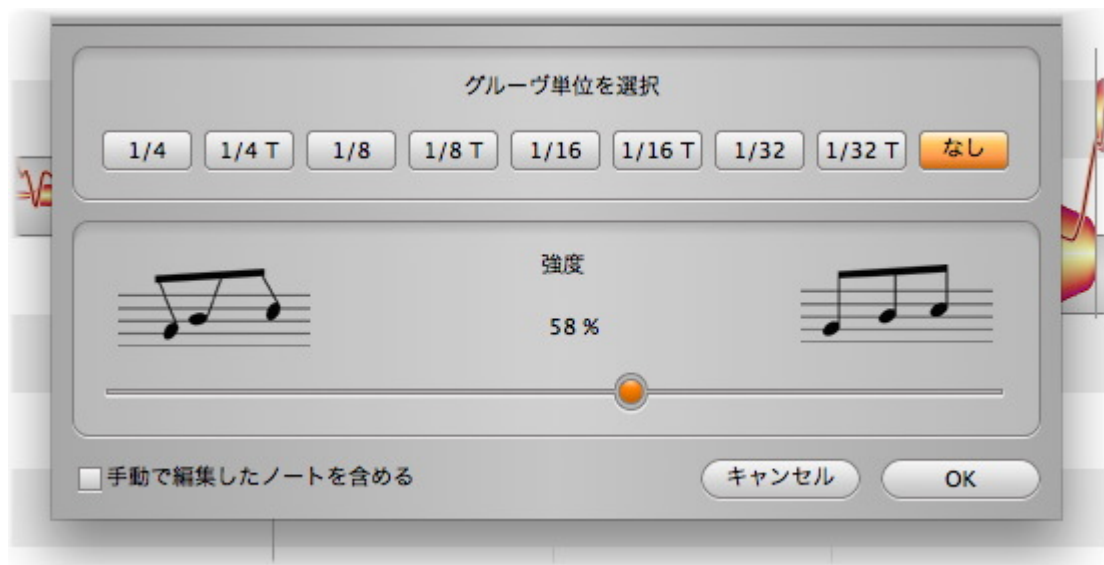 グルーヴ単位を選択
1/4 1/4 T 1/8 1/8 T 1/16 1/16 T 1/32 1/32 T なし
強度
58 %
手動で編集したノートを含める キャンセル OK